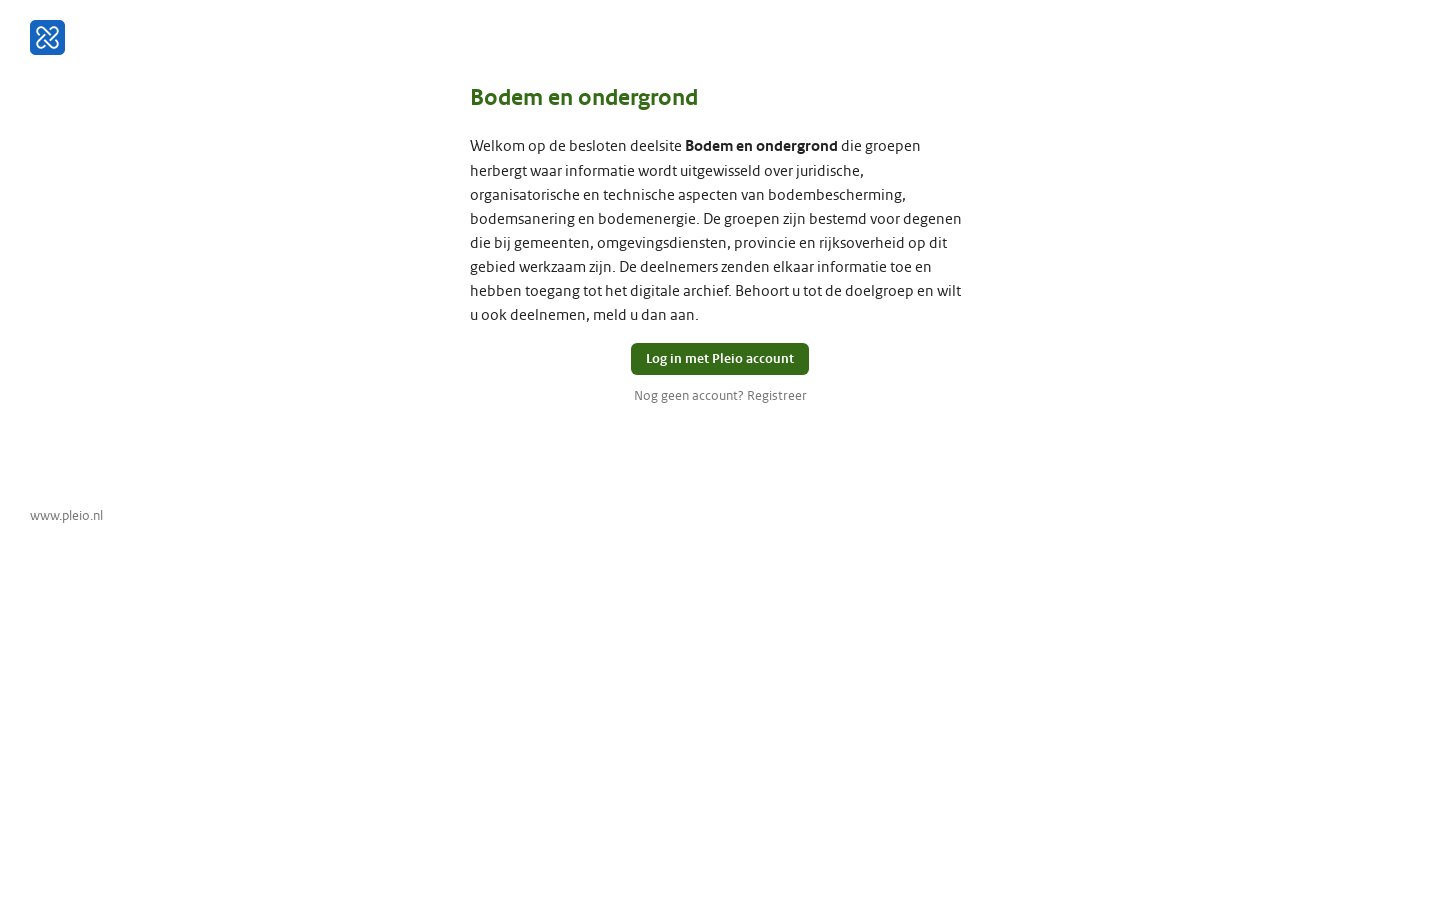 Bodem en ondergrond
Welkom op de besloten deelsite Bodem en ondergrond die groepen
herbergt waar informatie wordt uitgewisseld over juridische,
organisatorische en technische aspecten van bodembescherming,
bodemsanering en bodemenergie. De groepen zijn bestemd voor degenen
die bij gemeenten, omgevingsdiensten, provincie en rijksoverheid op dit
gebied werkzaam zijn. De deelnemers zenden elkaar informatie toe en
hebben toegang tot het digitale archief. Behoort u tot de doelgroep en wilt
u ook deelnemen, meld u dan aan.
Log in met Pleio account
Nog geen account? Registreer
www.pleio.nl